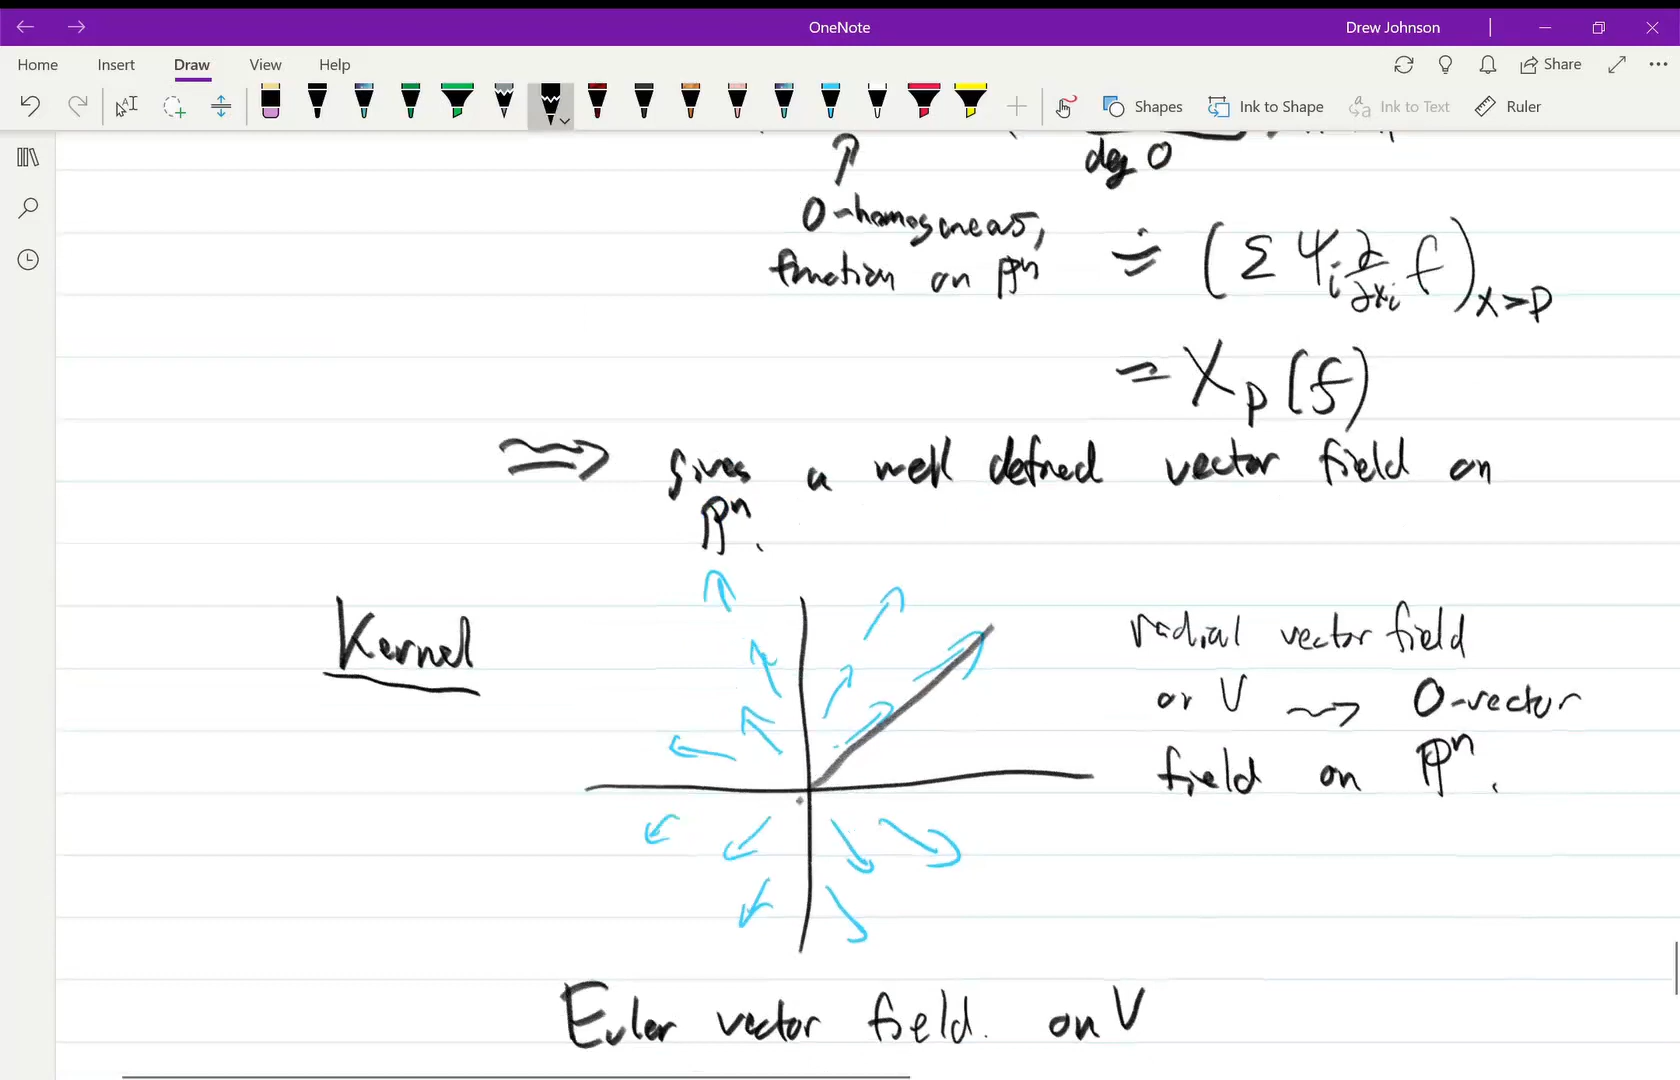 OneNote
Drew Johnson
Home Insert Draw View Help
Share
Shapes
Ink to Shape
Ink to Text
Ruler
deg 0
0-homogeneous,
function on ℙⁿ
= (Σ Ψᵢ ∂/∂xᵢ f)ₓ₌ₚ
= Xₚ(f)
⟹ gives a well defined vector field on
ℙⁿ.
Kernel
radial vector field
on V ⇝ 0-vector
field on ℙⁿ.
Euler vector field. on V